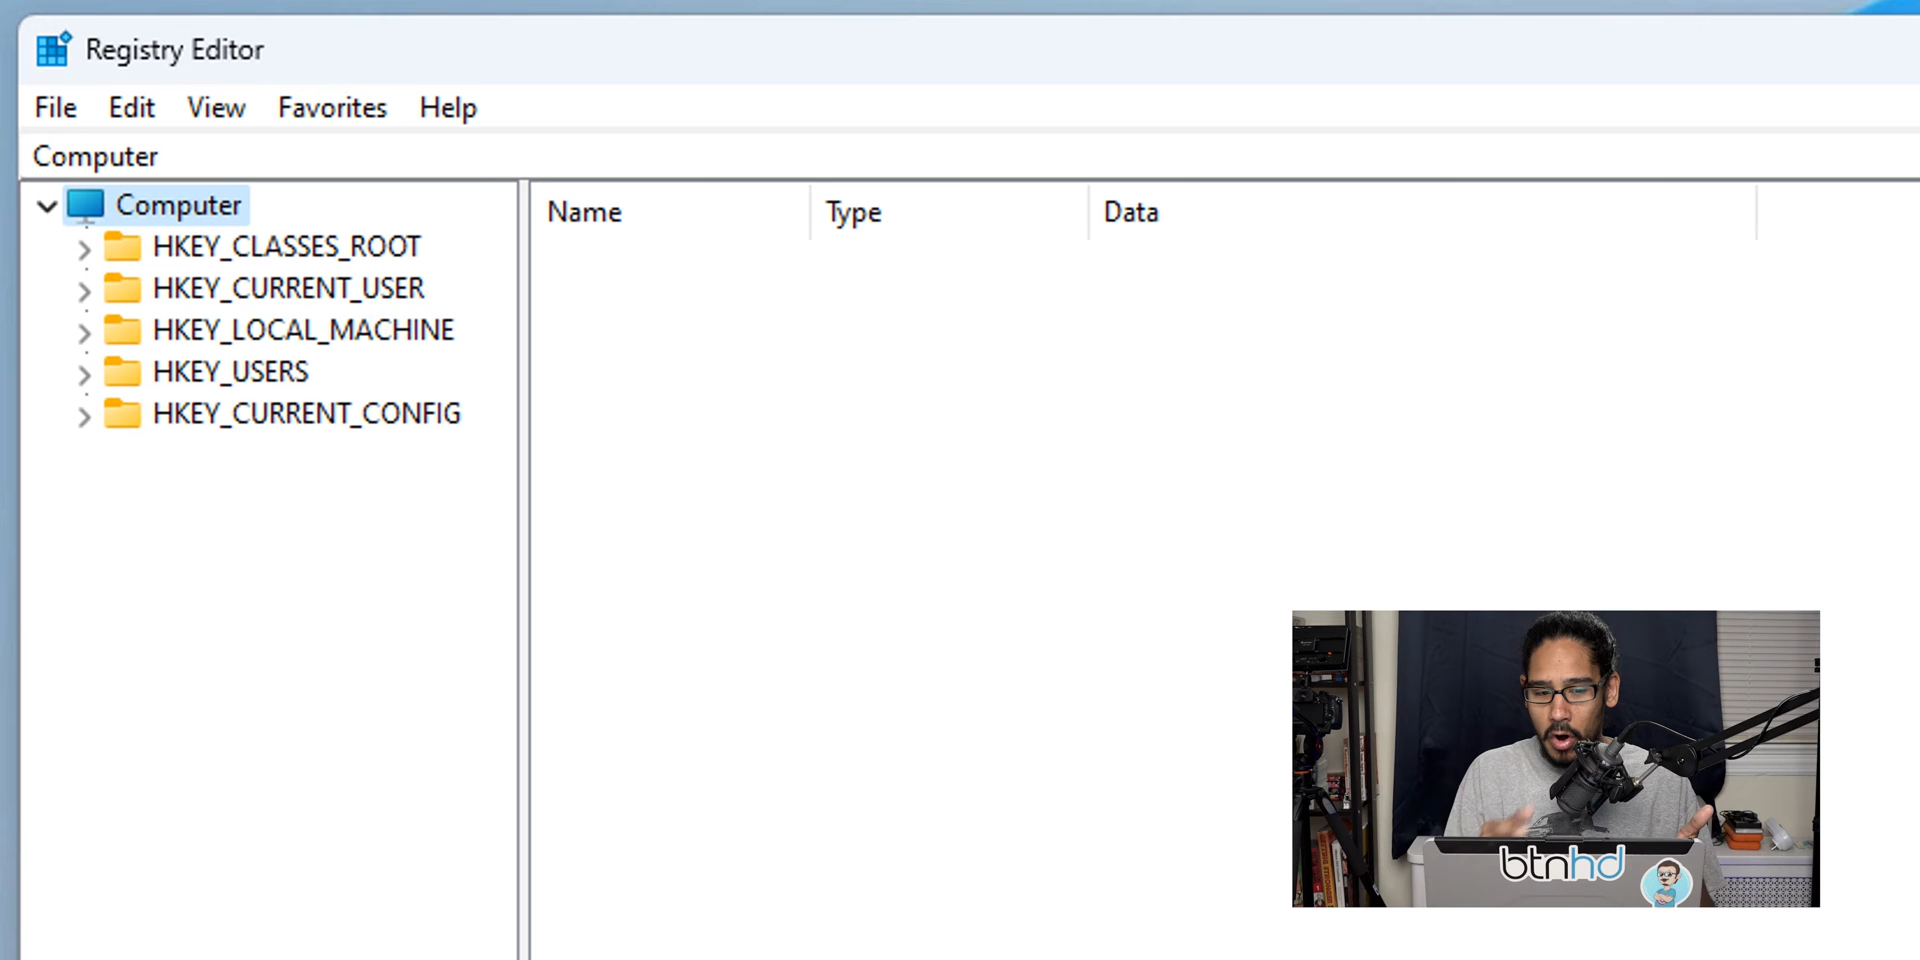 Registry Editor
File Edit View Favorites Help
Computer
Computer
HKEY_CLASSES_ROOT
HKEY_CURRENT_USER
HKEY_LOCAL_MACHINE
HKEY_USERS
HKEY_CURRENT_CONFIG
Name Type Data
btnhd